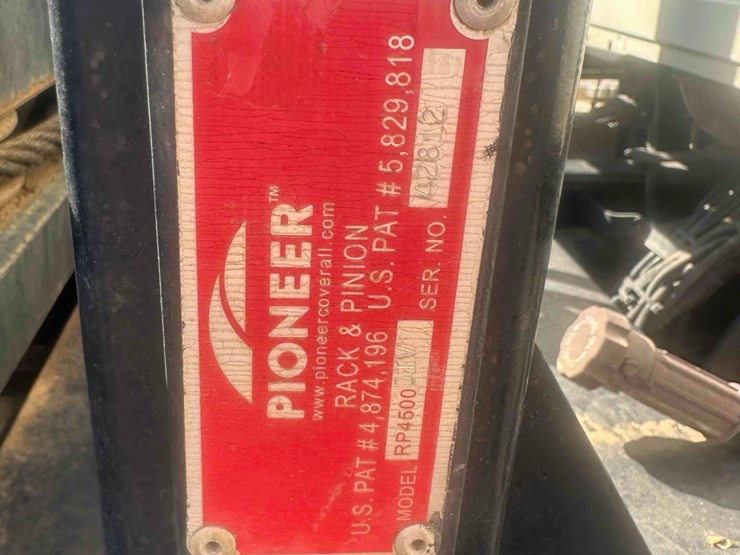 PIONEER™
www.pioneercoverall.com
RACK & PINION
U.S. PAT # 4,874,196 U.S. PAT # 5,829,818
MODEL RP4500 SER. NO.